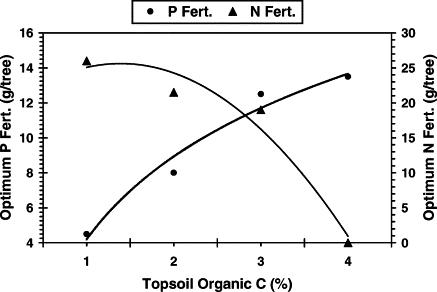 P Fert. N Fert.
16
14
12
10
8
6
4
Optimum P Fert. (g/tree)
30
25
20
15
10
5
0
Optimum N Fert. (g/tree)
1 2 3 4
Topsoil Organic C (%)